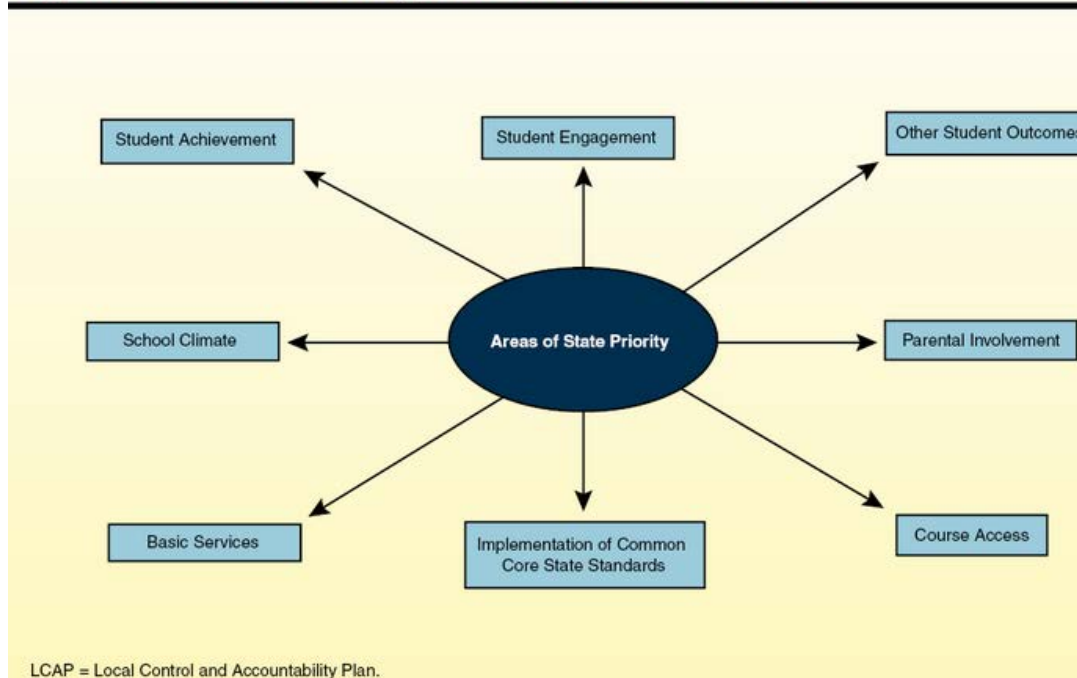 Student Achievement
Student Engagement
Other Student Outcomes
School Climate
Areas of State Priority
Parental Involvement
Basic Services
Implementation of Common
Core State Standards
Course Access
LCAP = Local Control and Accountability Plan.